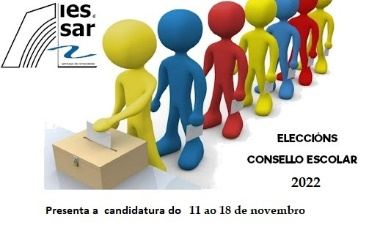 ies.
sar
ELECCIÓNS
CONSELLO ESCOLAR
2022
Presenta a candidatura do 11 ao 18 de novembro